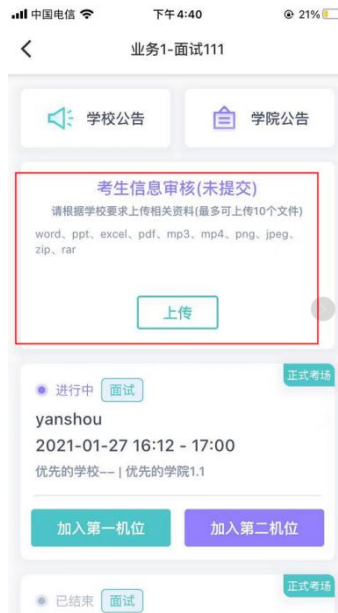 中国电信 下午4:40 21%
业务1-面试111
学校公告 学院公告
考生信息审核(未提交)
请根据学校要求上传相关资料(最多可上传10个文件)
word、ppt、excel、pdf、mp3、mp4、png、jpeg、
zip、rar
上传
正式考场
进行中 面试
yanshou
2021-01-27 16:12 - 17:00
优先的学校-- | 优先的学院1.1
加入第一机位 加入第二机位
正式考场
已结束 面试